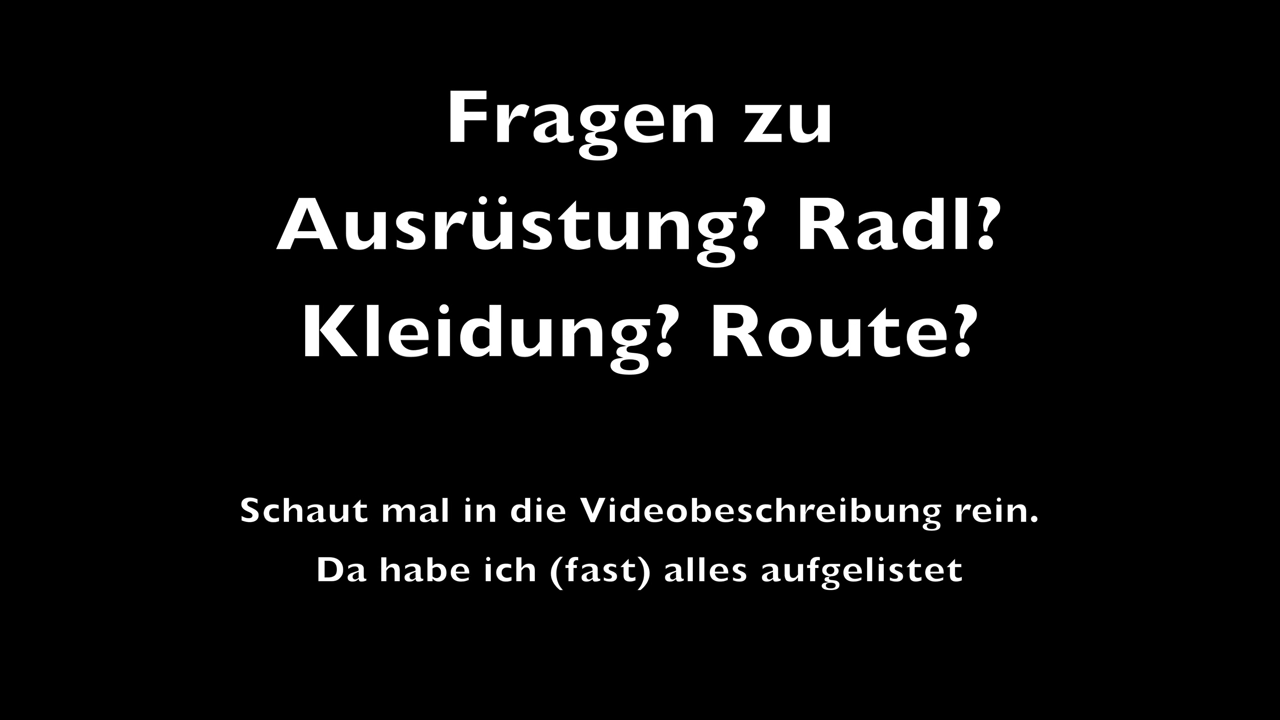 Fragen zu
Ausrüstung? Radl?
Kleidung? Route?
Schaut mal in die Videobeschreibung rein.
Da habe ich (fast) alles aufgelistet